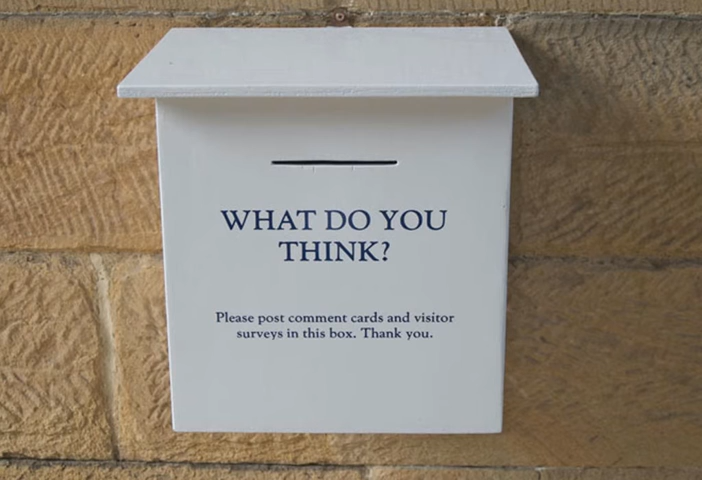 WHAT DO YOU
THINK?
Please post comment cards and visitor
surveys in this box. Thank you.